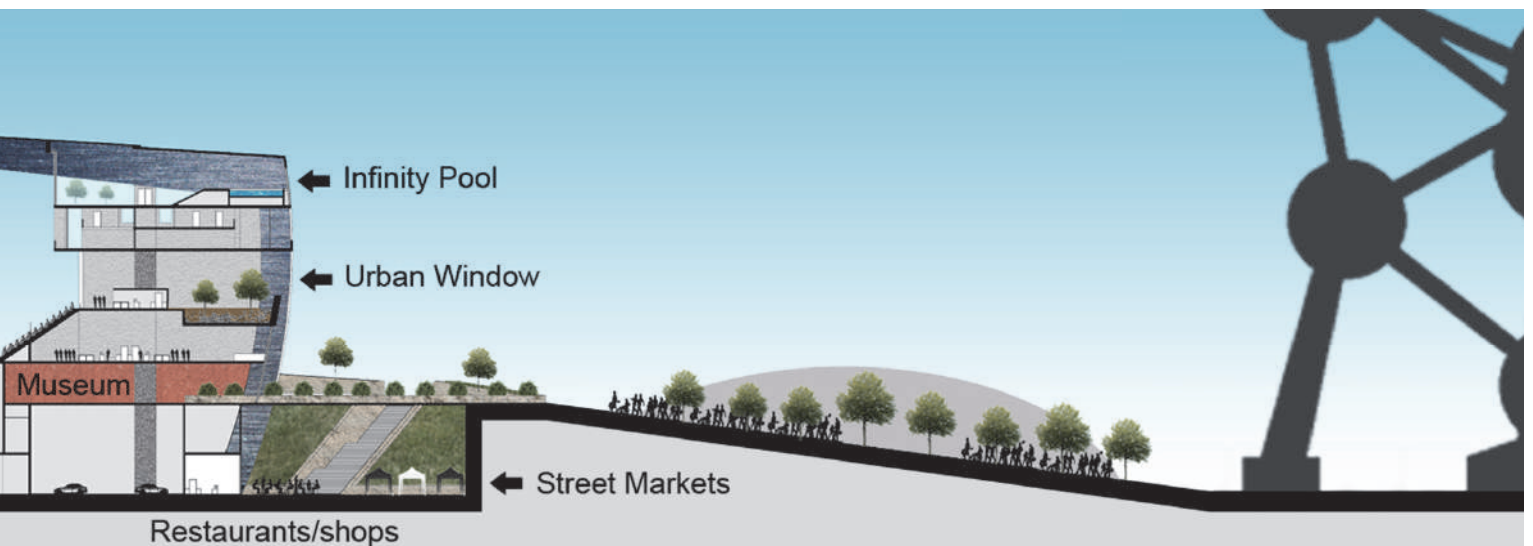 Infinity Pool
Urban Window
Museum
Street Markets
Restaurants/shops